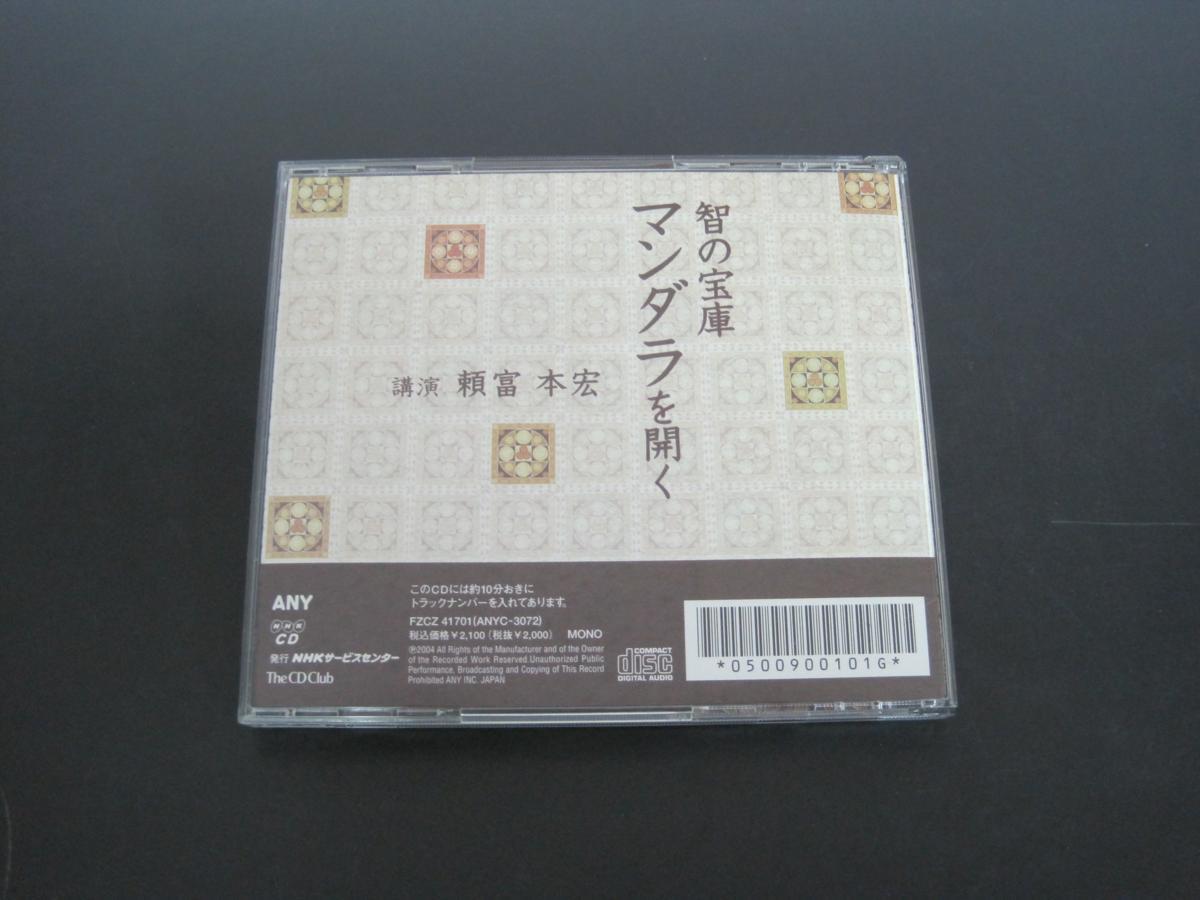 智の宝庫
マンダラを開く
講演 頼富 本宏
ANY
NHK
CD
発行 NHKサービスセンター
The CD Club
このCDには約10分おきに
トラックナンバーを入れてあります。
FZCZ 41701(ANYC-3072)
税込価格¥2,100(税抜¥2,000) MONO
℗2004 All Rights of the Manufacturer and of the Owner
of the Recorded Work Reserved.Unauthorized Public
Performance. Broadcasting and Copying of This Record
Prohibited ANY INC. JAPAN
COMPACT
disc
DIGITAL AUDIO
*0500900101G*